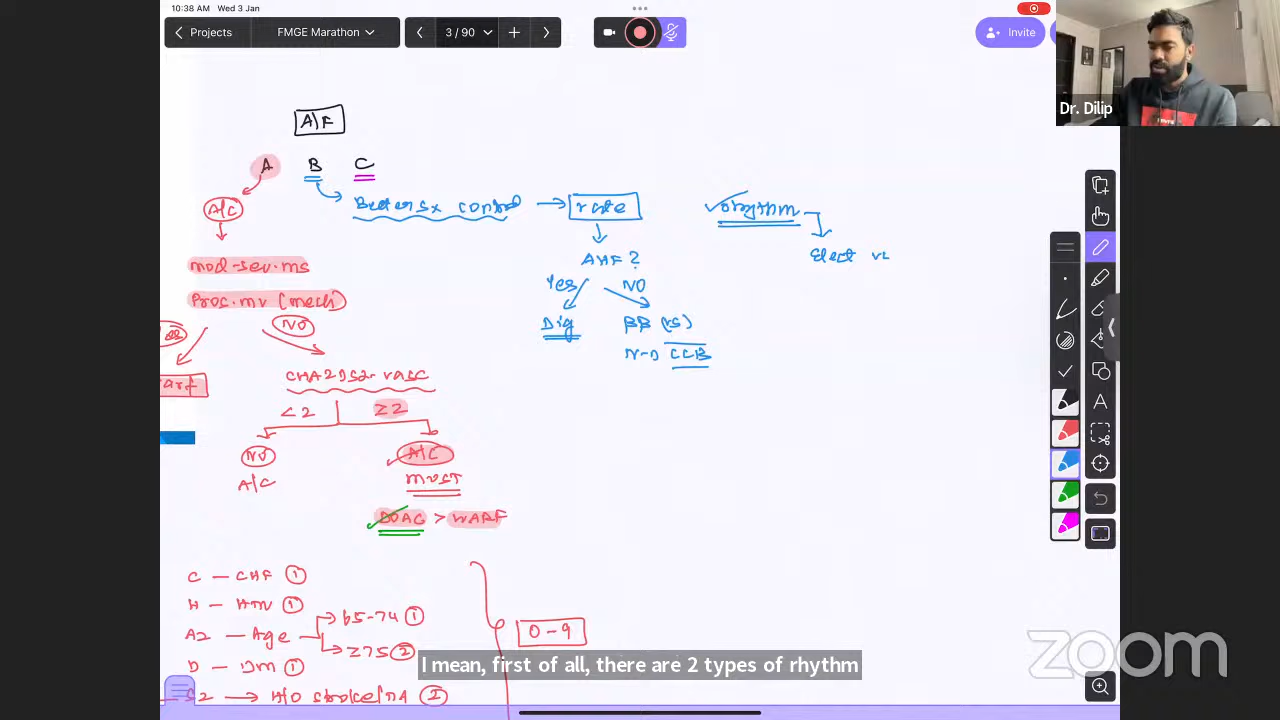 10:38 AM Wed 3 Jan
Projects
FMGE Marathon
3 / 90
Invite
Dr. Dilip
A/F
A B C
A/C
Better Sx control → rate
rhythm
Elect vs
AHF ?
Yes NO
Dig
BB (vs)
N-D CCB
mod-sev.ms
Pros.mv (mech)
NO
arf
CHA2DS2-vasc
< 2 ≥2
NO
A/C
A/C
must
DOAC > WARF
C - CHF 1
H - HTN 1
A2 - Age
65-74 1
≥75 2
D - DM 1
S2 → H/O stroke/TIA 2
0-9
I mean, first of all, there are 2 types of rhythm
zoom
A